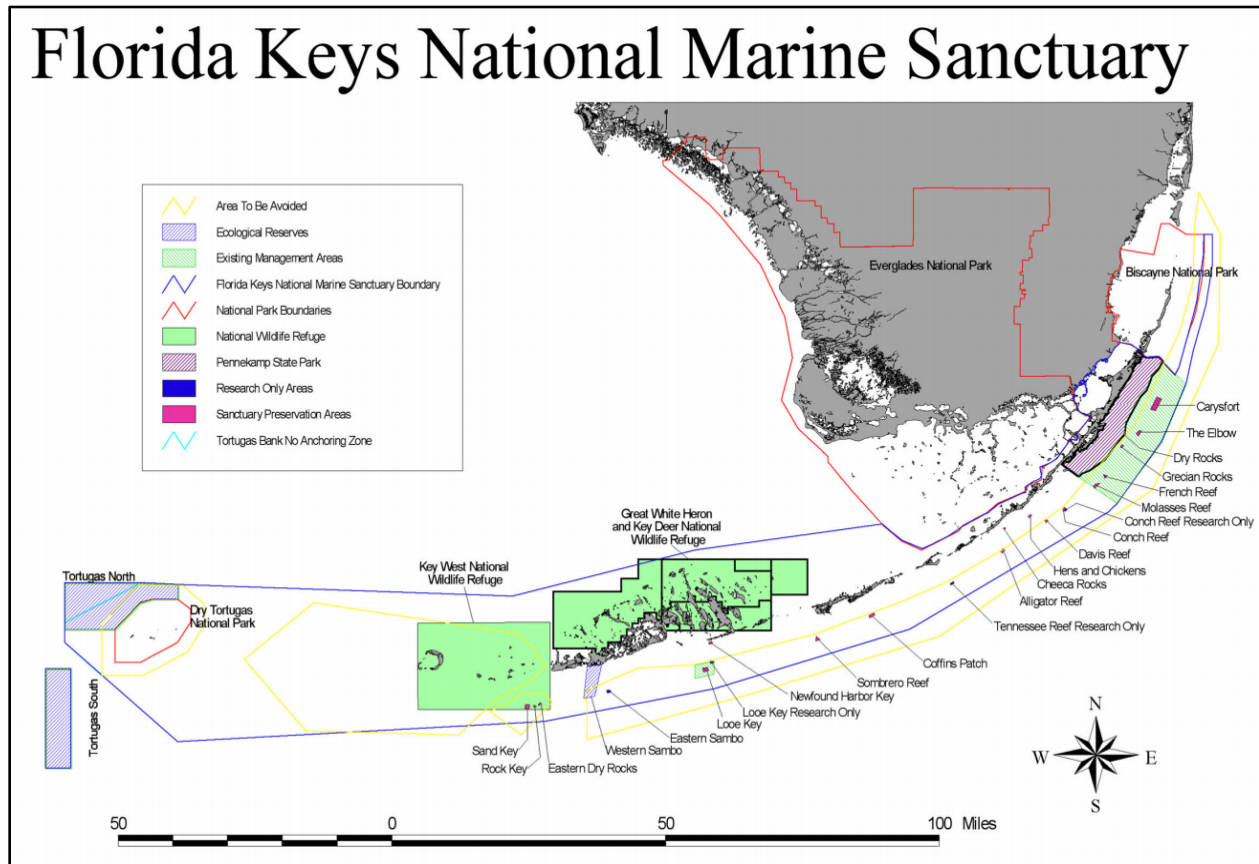 Florida Keys National Marine Sanctuary
Area To Be Avoided
Ecological Reserves
Existing Management Areas
Florida Keys National Marine Sanctuary Boundary
National Park Boundaries
National Wildlife Refuge
Pennekamp State Park
Research Only Areas
Sanctuary Preservation Areas
Tortugas Bank No Anchoring Zone
Everglades National Park
Biscayne National Park
Carysfort
The Elbow
Dry Rocks
Grecian Rocks
French Reef
Molasses Reef
Conch Reef Research Only
Conch Reef
Davis Reef
Hens and Chickens
Cheeca Rocks
Alligator Reef
Tennessee Reef Research Only
Coffins Patch
Sombrero Reef
Newfound Harbor Key
Looe Key Research Only
Looe Key
Eastern Sambo
Western Sambo
Eastern Dry Rocks
Rock Key
Sand Key
Great White Heron
and Key Deer National
Wildlife Refuge
Key West National
Wildlife Refuge
Tortugas North
Dry Tortugas
National Park
Tortugas South
N
W
E
S
50
0
50
100 Miles